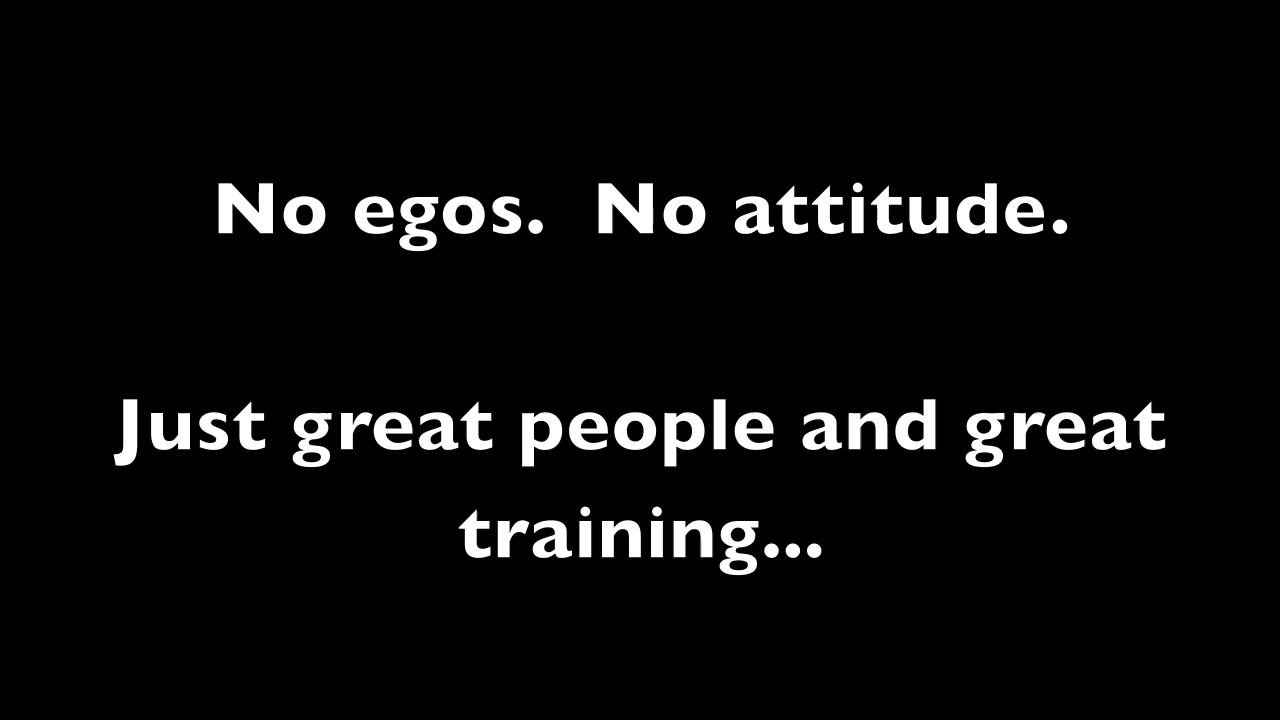 No egos.  No attitude.
Just great people and great
training...